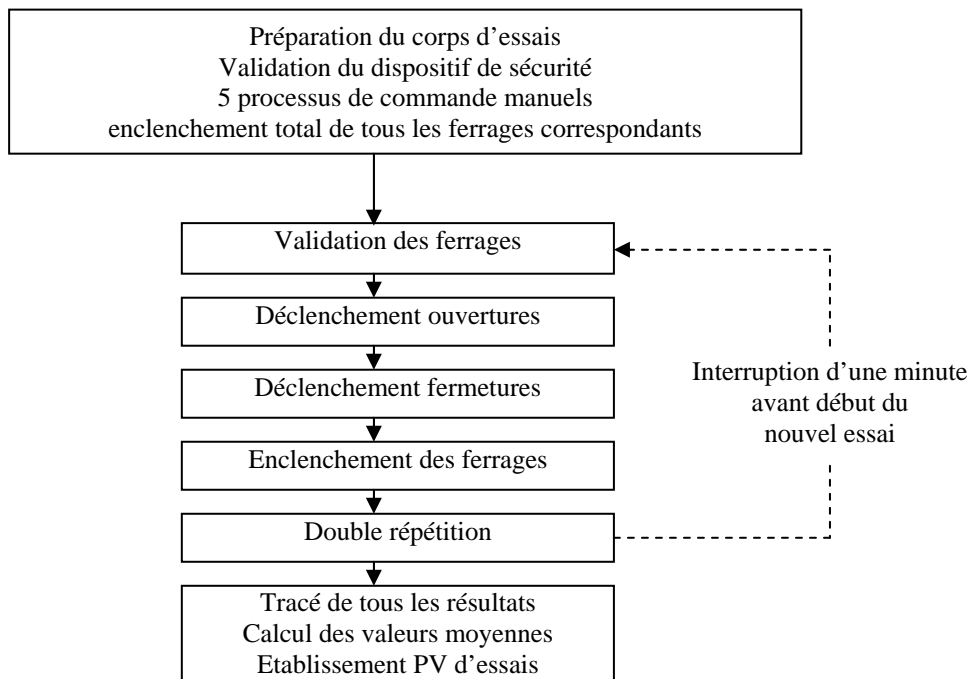 Préparation du corps d’essais
Validation du dispositif de sécurité
5 processus de commande manuels
enclenchement total de tous les ferrages correspondants
Validation des ferrages
Déclenchement ouvertures
Déclenchement fermetures
Enclenchement des ferrages
Double répétition
Interruption d’une minute
avant début du
nouvel essai
Tracé de tous les résultats
Calcul des valeurs moyennes
Etablissement PV d’essais